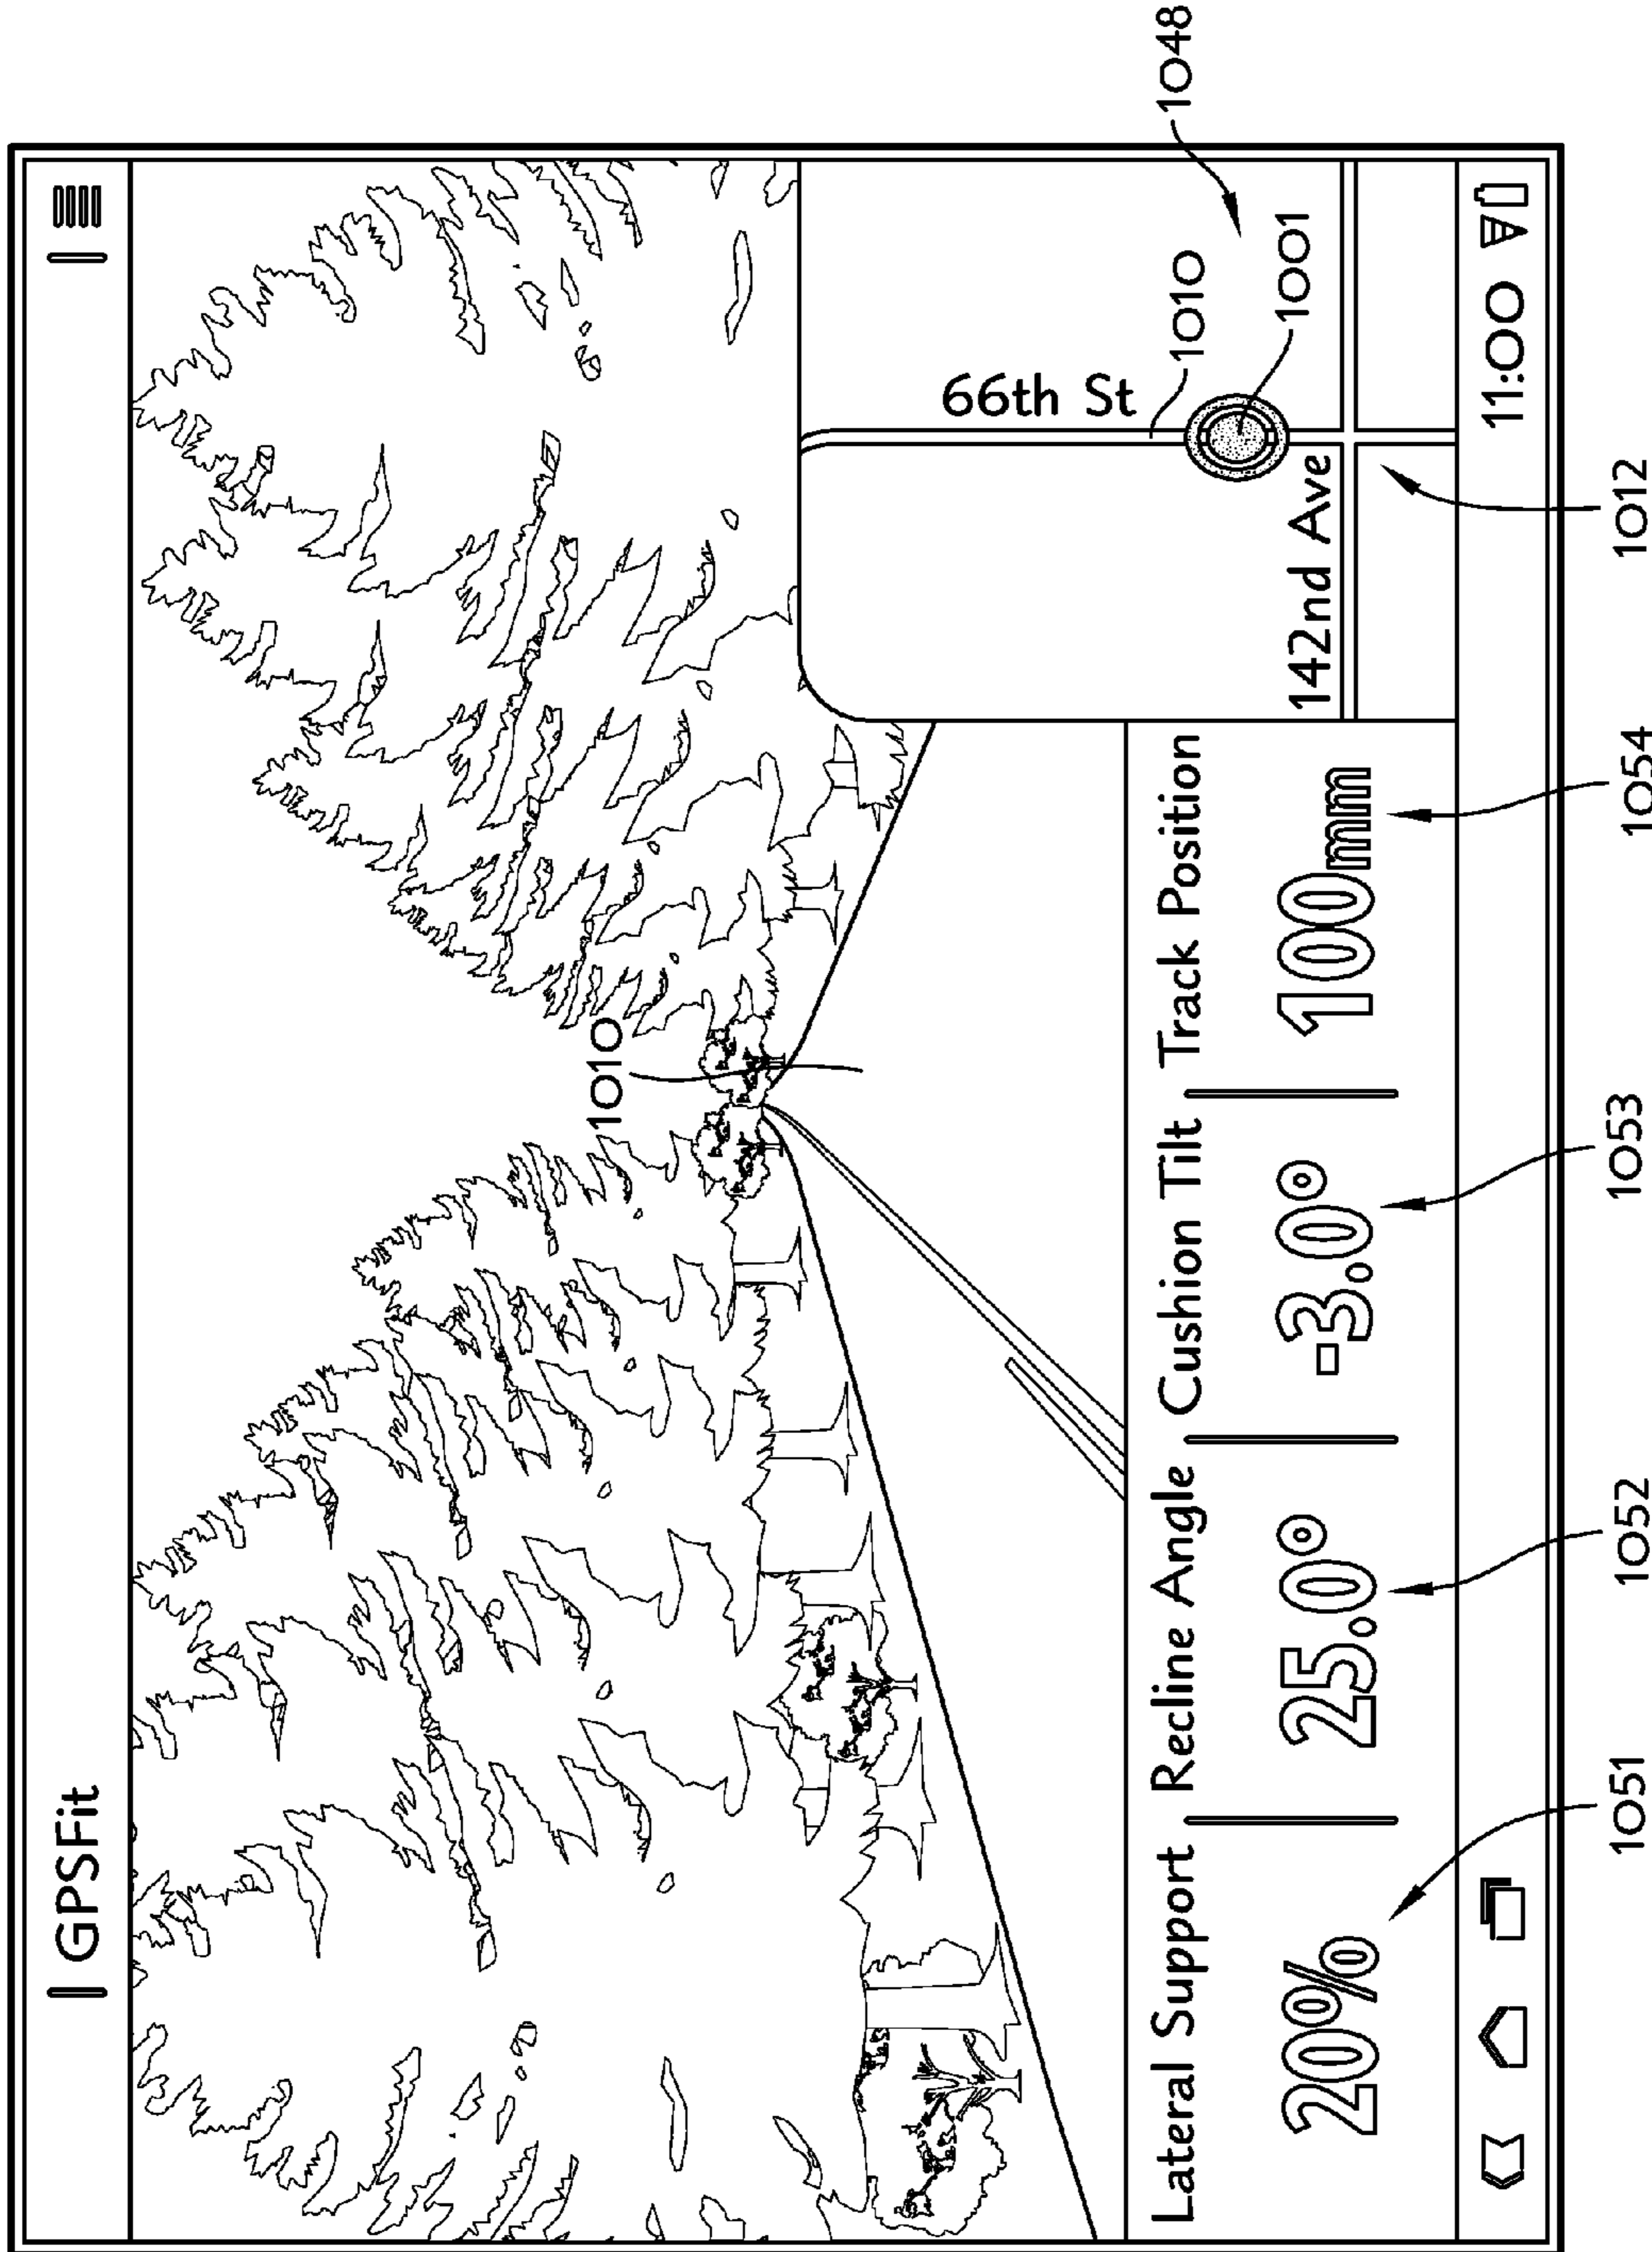 GPSFit
1010
66th St
1010
1048
1001
142nd Ave
Lateral Support
Recline Angle
Cushion Tilt
Track Position
20%
25.0°
-3.0°
100mm
11:00
1051
1052
1053
1054
1012